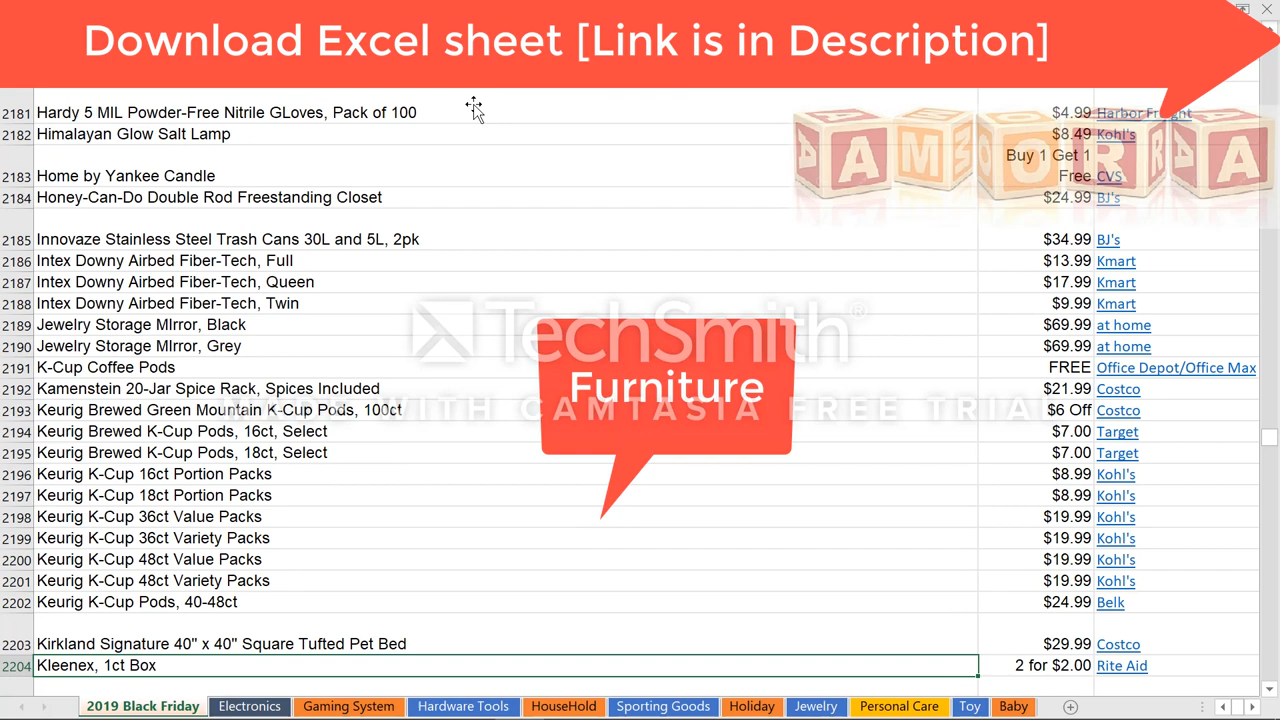 Download Excel sheet [Link is in Description]
2181 Hardy 5 MIL Powder-Free Nitrile GLoves, Pack of 100 $4.99 Harbor Freight
2182 Himalayan Glow Salt Lamp $8.49 Kohl's
Buy 1 Get 1
2183 Home by Yankee Candle Free CVS
2184 Honey-Can-Do Double Rod Freestanding Closet $24.99 BJ's
A A M S O R R A A
2185 Innovaze Stainless Steel Trash Cans 30L and 5L, 2pk $34.99 BJ's
2186 Intex Downy Airbed Fiber-Tech, Full $13.99 Kmart
2187 Intex Downy Airbed Fiber-Tech, Queen $17.99 Kmart
2188 Intex Downy Airbed Fiber-Tech, Twin $9.99 Kmart
2189 Jewelry Storage MIrror, Black $69.99 at home
2190 Jewelry Storage MIrror, Grey $69.99 at home
TechSmith®
2191 K-Cup Coffee Pods FREE Office Depot/Office Max
2192 Kamenstein 20-Jar Spice Rack, Spices Included $21.99 Costco
Furniture
2193 Keurig Brewed Green Mountain K-Cup Pods, 100ct $6 Off Costco
MADE WITH CAMTASIA FREE TRIAL
2194 Keurig Brewed K-Cup Pods, 16ct, Select $7.00 Target
2195 Keurig Brewed K-Cup Pods, 18ct, Select $7.00 Target
2196 Keurig K-Cup 16ct Portion Packs $8.99 Kohl's
2197 Keurig K-Cup 18ct Portion Packs $8.99 Kohl's
2198 Keurig K-Cup 36ct Value Packs $19.99 Kohl's
2199 Keurig K-Cup 36ct Variety Packs $19.99 Kohl's
2200 Keurig K-Cup 48ct Value Packs $19.99 Kohl's
2201 Keurig K-Cup 48ct Variety Packs $19.99 Kohl's
2202 Keurig K-Cup Pods, 40-48ct $24.99 Belk
2203 Kirkland Signature 40" x 40" Square Tufted Pet Bed $29.99 Costco
2204 Kleenex, 1ct Box 2 for $2.00 Rite Aid
2019 Black Friday Electronics Gaming System Hardware Tools HouseHold Sporting Goods Holiday Jewelry Personal Care Toy Baby